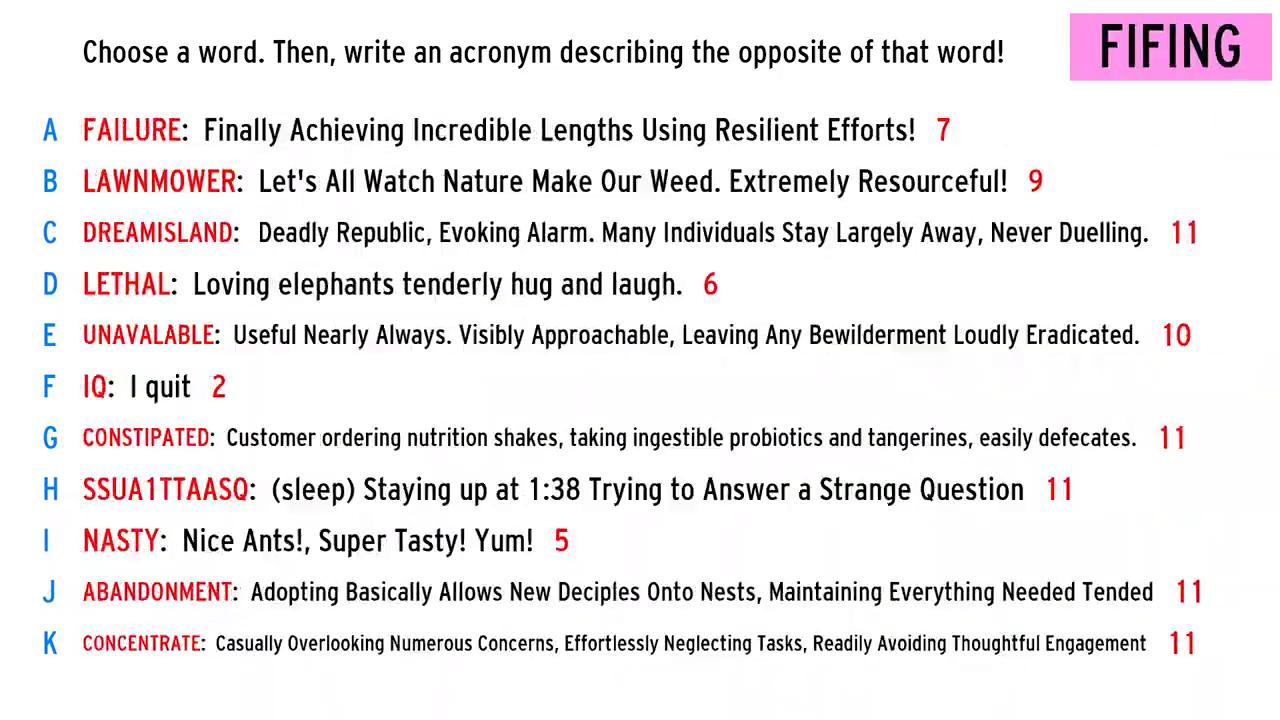 Choose a word. Then, write an acronym describing the opposite of that word!
FIFING
A FAILURE: Finally Achieving Incredible Lengths Using Resilient Efforts! 7
B LAWNMOWER: Let's All Watch Nature Make Our Weed. Extremely Resourceful! 9
C DREAMISLAND: Deadly Republic, Evoking Alarm. Many Individuals Stay Largely Away, Never Duelling. 11
D LETHAL: Loving elephants tenderly hug and laugh. 6
E UNAVALABLE: Useful Nearly Always. Visibly Approachable, Leaving Any Bewilderment Loudly Eradicated. 10
F IQ: I quit 2
G CONSTIPATED: Customer ordering nutrition shakes, taking ingestible probiotics and tangerines, easily defecates. 11
H SSUA1TTAASQ: (sleep) Staying up at 1:38 Trying to Answer a Strange Question 11
I NASTY: Nice Ants!, Super Tasty! Yum! 5
J ABANDONMENT: Adopting Basically Allows New Deciples Onto Nests, Maintaining Everything Needed Tended 11
K CONCENTRATE: Casually Overlooking Numerous Concerns, Effortlessly Neglecting Tasks, Readily Avoiding Thoughtful Engagement 11